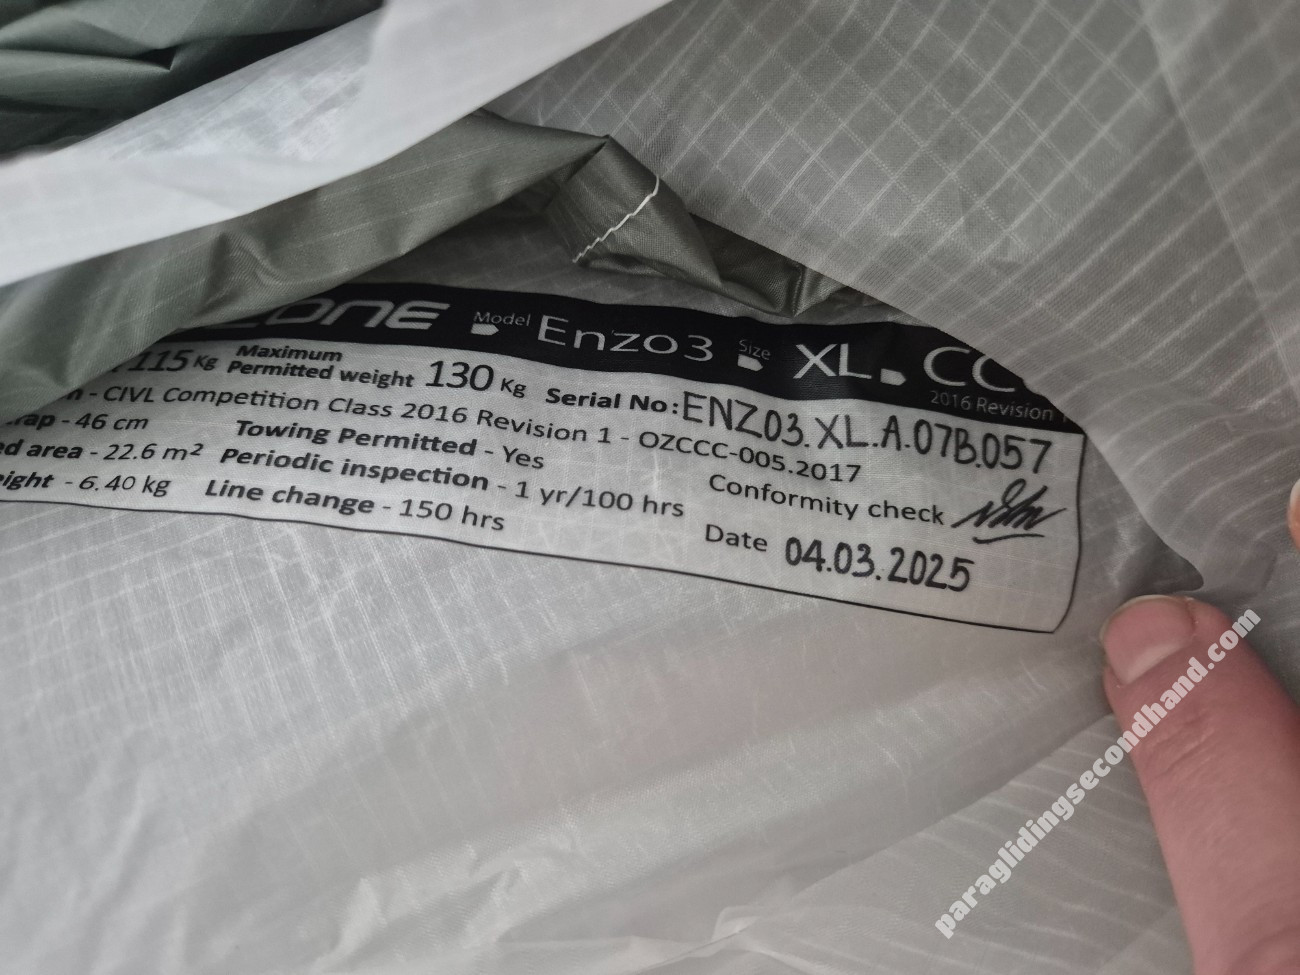 ZONE Model Enzo3 Size XL CC
2016 Revision 1
115 Kg Maximum Permitted weight 130 Kg Serial No: ENZO3.XL.A.07B.057
- CIVL Competition Class 2016 Revision 1 - OZCCC-005.2017
- 46 cm Towing Permitted - Yes Conformity check
area - 22.6 m² Periodic inspection - 1 yr/100 hrs
- 6.40 kg Line change - 150 hrs Date 04.03.2025
paraglidingsecondhand.com